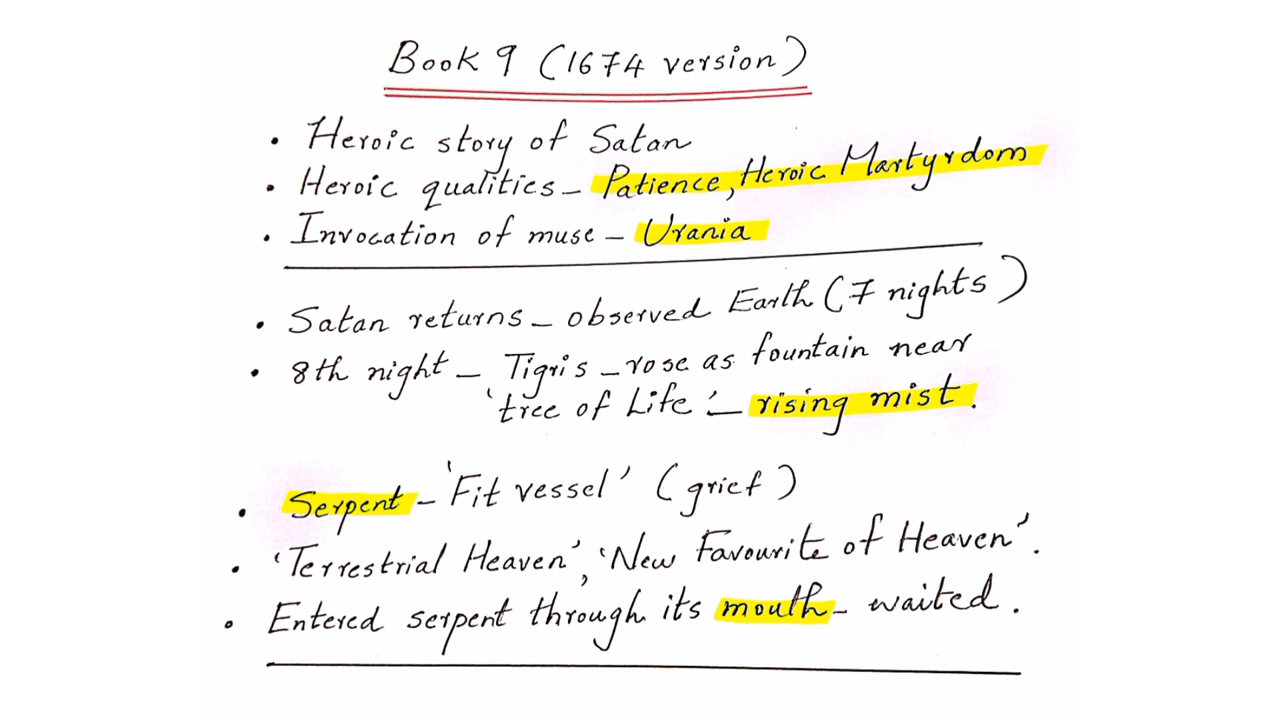 Book 9 (1674 version)
• Heroic story of Satan
• Heroic qualities – Patience, Heroic Martyrdom
• Invocation of muse – Urania
• Satan returns – observed Earth (7 nights)
• 8th night – Tigris – rose as fountain near
'tree of Life' – rising mist.
• Serpent – 'Fit vessel' (grief)
• 'Terrestrial Heaven', 'New Favourite of Heaven'.
• Entered serpent through its mouth – waited.